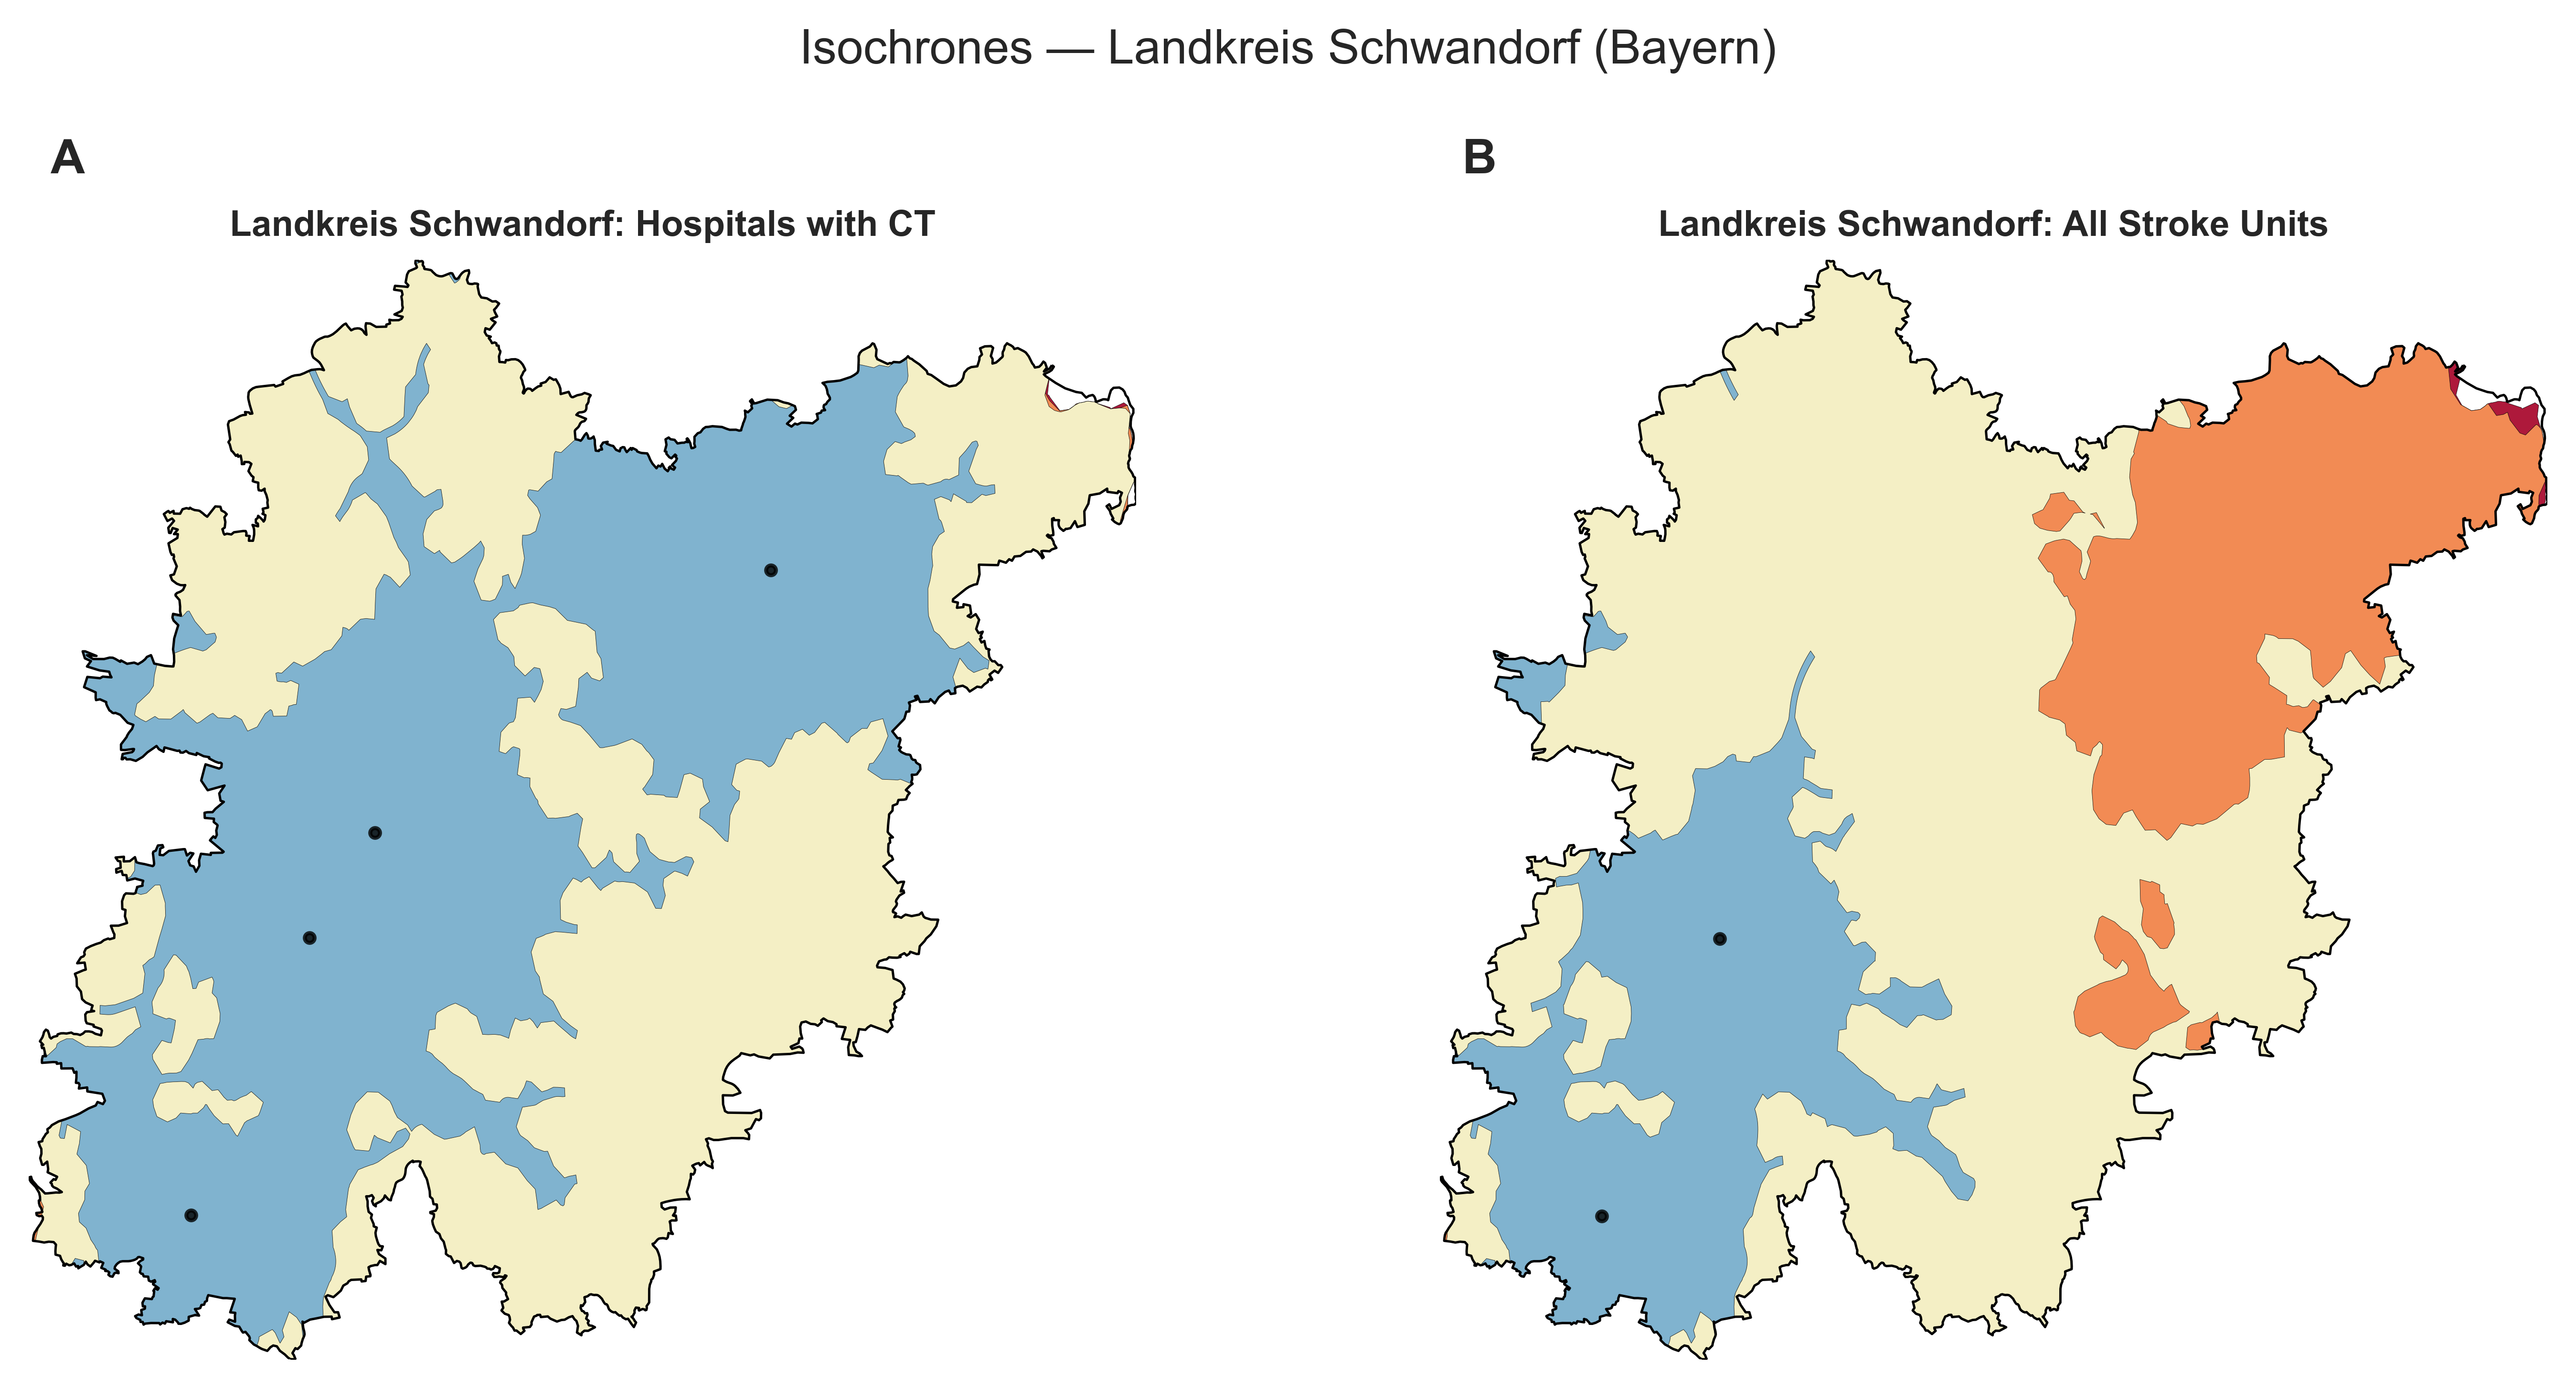 Isochrones — Landkreis Schwandorf (Bayern)
A
B
Landkreis Schwandorf: Hospitals with CT
Landkreis Schwandorf: All Stroke Units